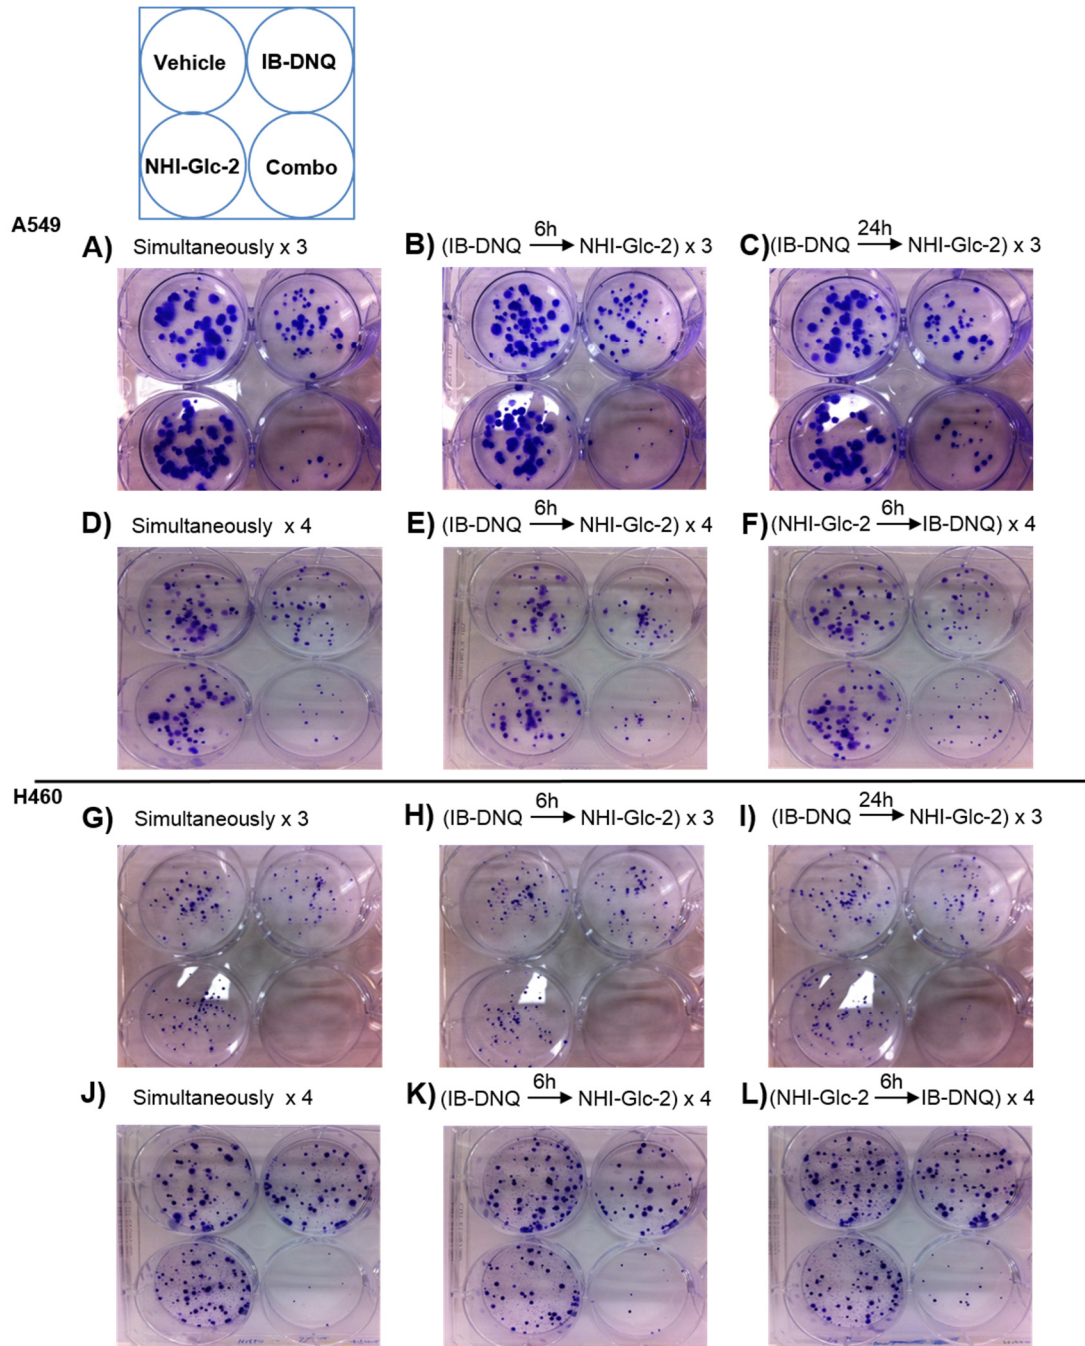 Vehicle IB-DNQ
NHI-Glc-2 Combo
A549
A) Simultaneously x 3
B) (IB-DNQ 6h → NHI-Glc-2) x 3
C) (IB-DNQ 24h → NHI-Glc-2) x 3
D) Simultaneously x 4
E) (IB-DNQ 6h → NHI-Glc-2) x 4
F) (NHI-Glc-2 6h → IB-DNQ) x 4
H460
G) Simultaneously x 3
H) (IB-DNQ 6h → NHI-Glc-2) x 3
I) (IB-DNQ 24h → NHI-Glc-2) x 3
J) Simultaneously x 4
K) (IB-DNQ 6h → NHI-Glc-2) x 4
L) (NHI-Glc-2 6h → IB-DNQ) x 4